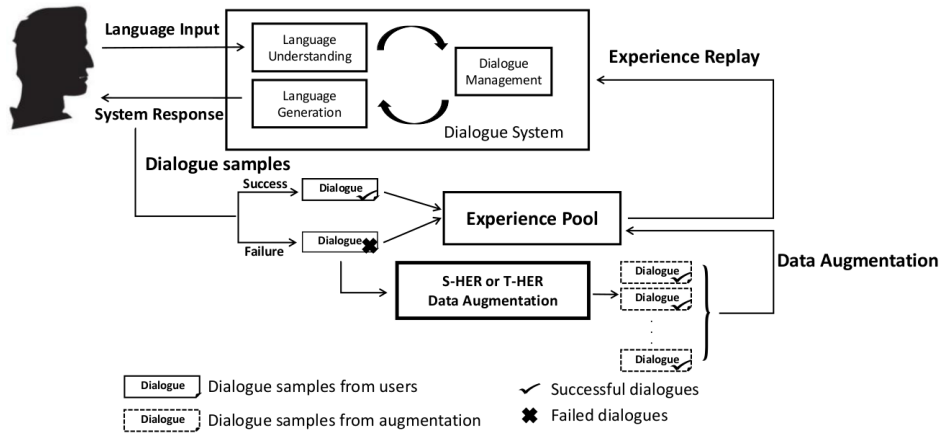 Language Input
Language
Understanding
Dialogue
Management
Experience Replay
Language
Generation
System Response
Dialogue System
Dialogue samples
Success
Dialogue
Experience Pool
Failure
Dialogue
Data Augmentation
S-HER or T-HER
Data Augmentation
Dialogue
Dialogue
Dialogue
Dialogue
Dialogue samples from users
Successful dialogues
Dialogue
Dialogue samples from augmentation
Failed dialogues